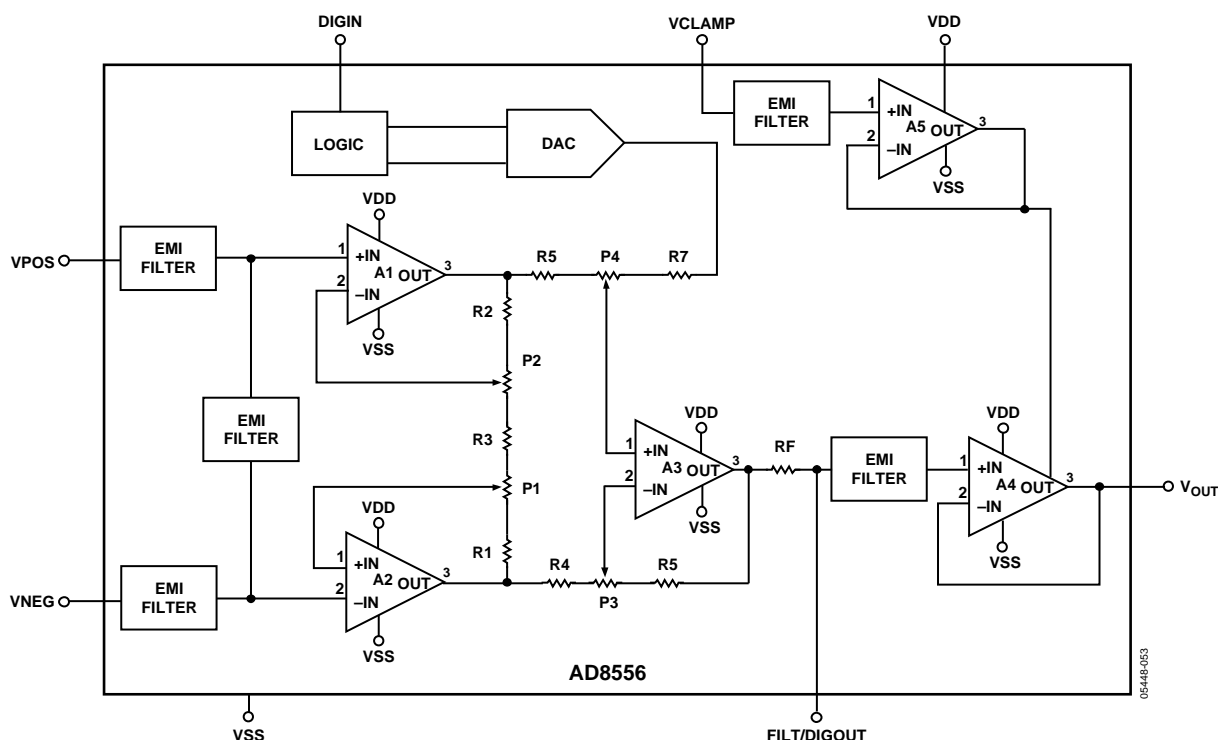 DIGIN
VCLAMP
VDD
LOGIC
DAC
EMI
FILTER
1
+IN
A5
OUT
3
2
–IN
VSS
VDD
VPOS
EMI
FILTER
1
+IN
A1
OUT
3
2
–IN
VSS
R5
P4
R7
R2
P2
EMI
FILTER
R3
P1
VDD
1
+IN
A3
OUT
3
2
–IN
VSS
RF
EMI
FILTER
VDD
1
+IN
A4
OUT
3
2
–IN
VSS
VOUT
VDD
R1
1
+IN
A2
OUT
3
2
–IN
VSS
R4
P3
R5
VNEG
EMI
FILTER
AD8556
05448-053
VSS
FILT/DIGOUT